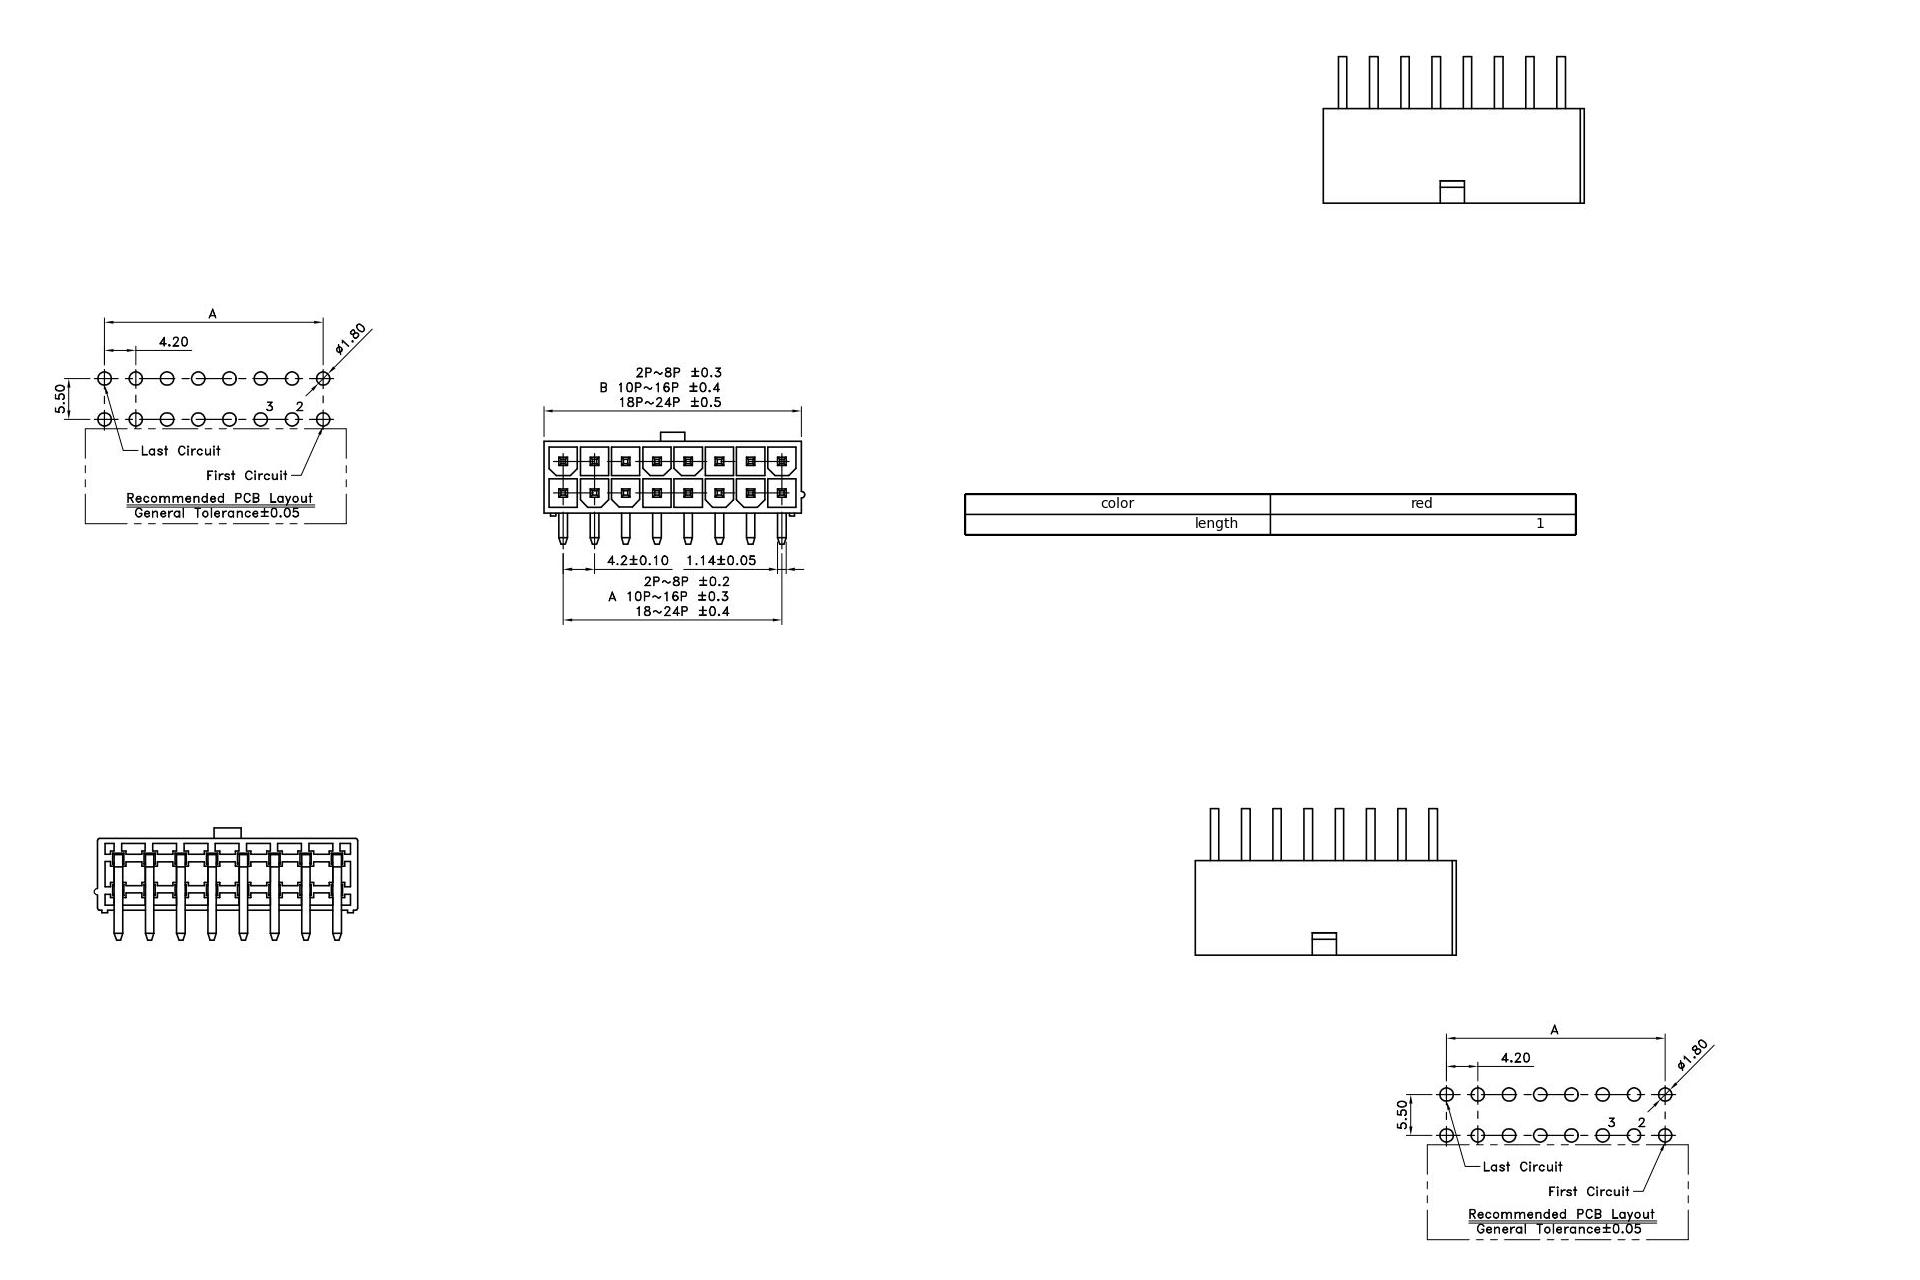 A
4.20
ø1.80
5.50
3 2
Last Circuit
First Circuit
Recommended PCB Layout
General Tolerance±0.05
2P~8P ±0.3
B 10P~16P ±0.4
18P~24P ±0.5
4.2±0.10 1.14±0.05
2P~8P ±0.2
A 10P~16P ±0.3
18~24P ±0.4
color red
length 1
A
4.20
ø1.80
5.50
3 2
Last Circuit
First Circuit
Recommended PCB Layout
General Tolerance±0.05